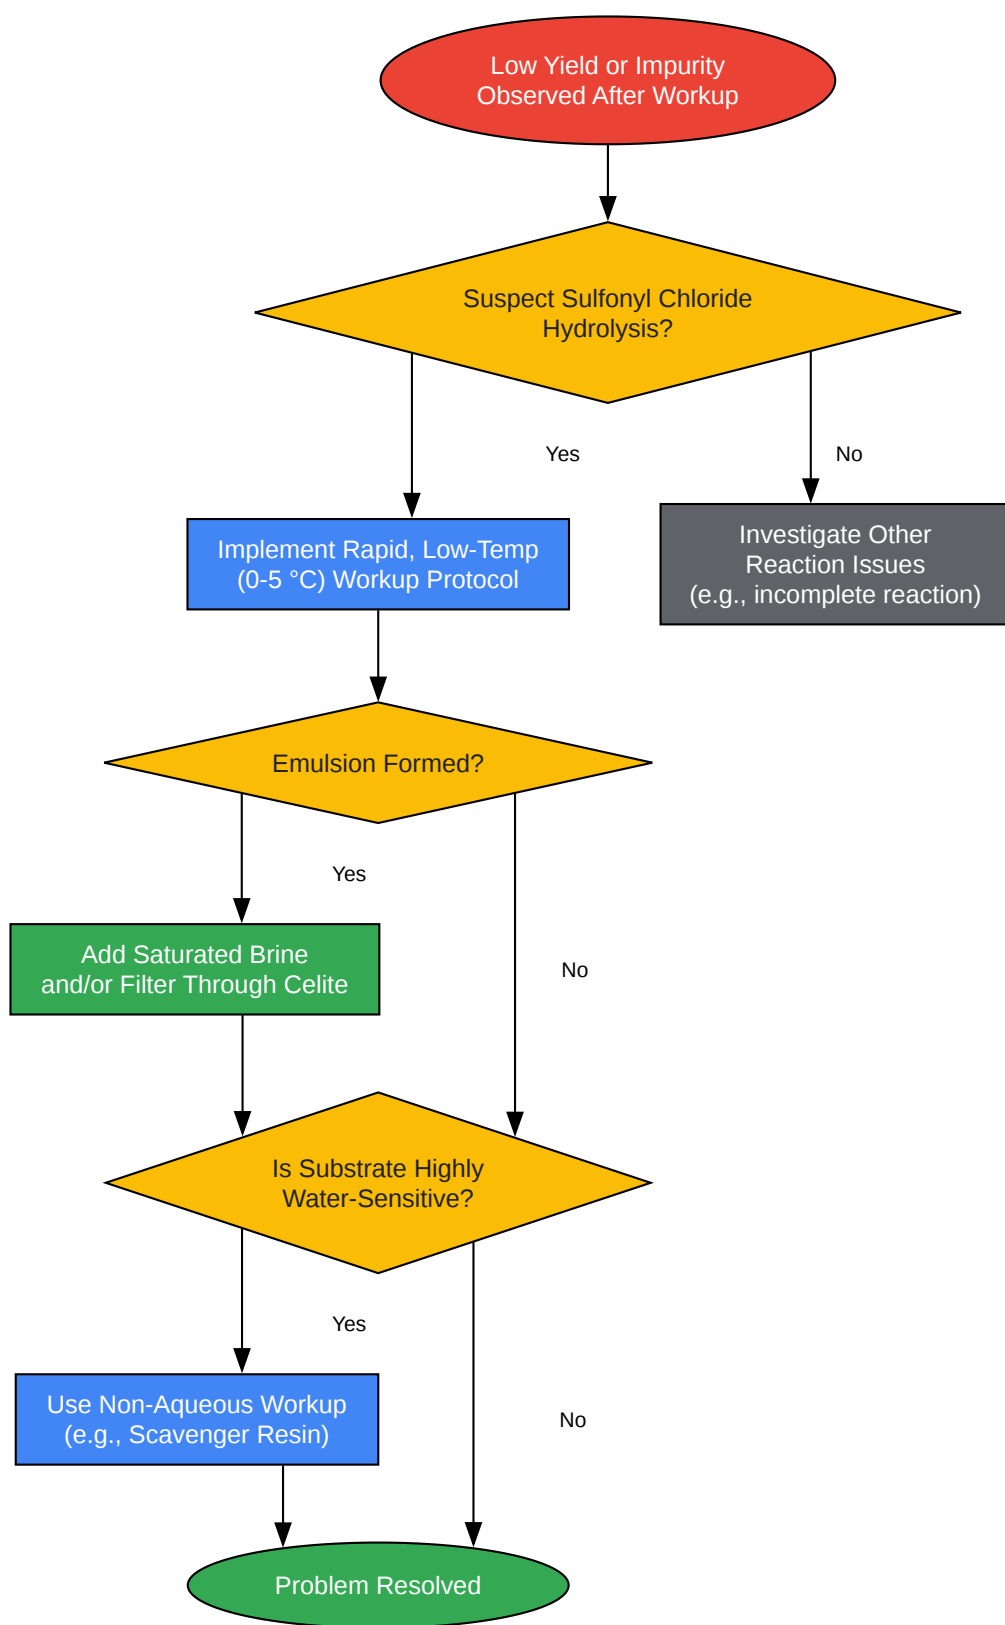 Low Yield or Impurity
Observed After Workup
Suspect Sulfonyl Chloride
Hydrolysis?
Yes
No
Implement Rapid, Low-Temp
(0-5 °C) Workup Protocol
Investigate Other
Reaction Issues
(e.g., incomplete reaction)
Emulsion Formed?
Yes
Add Saturated Brine
and/or Filter Through Celite
No
Is Substrate Highly
Water-Sensitive?
Yes
Use Non-Aqueous Workup
(e.g., Scavenger Resin)
No
Problem Resolved